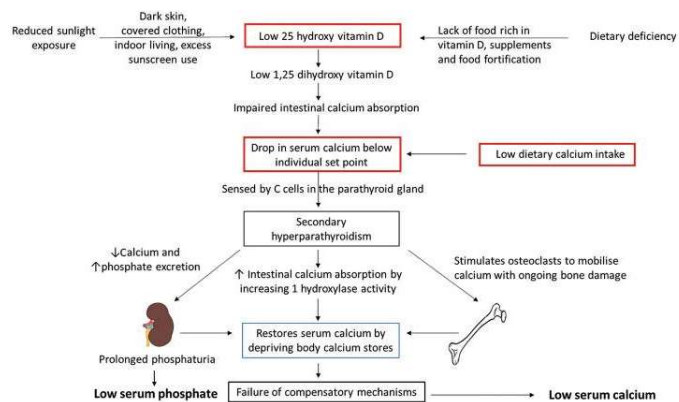 Reduced sunlight
exposure
Dark skin,
covered clothing,
indoor living, excess
sunscreen use
Low 25 hydroxy vitamin D
Lack of food rich in
vitamin D, supplements
and food fortification
Dietary deficiency
Low 1,25 dihydroxy vitamin D
Impaired intestinal calcium absorption
Drop in serum calcium below
individual set point
Low dietary calcium intake
Sensed by C cells in the parathyroid gland
Secondary
hyperparathyroidism
↓Calcium and
↑phosphate excretion
↑ Intestinal calcium absorption by
increasing 1 hydroxylase activity
Stimulates osteoclasts to mobilise
calcium with ongoing bone damage
Restores serum calcium by
depriving body calcium stores
Prolonged phosphaturia
Low serum phosphate
Failure of compensatory mechanisms
Low serum calcium